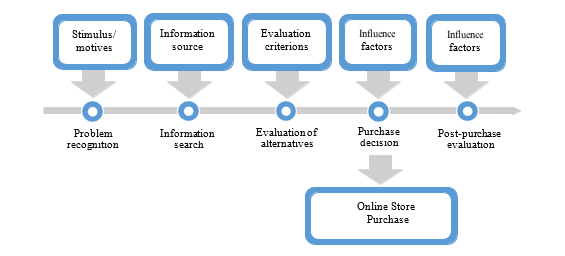 Stimulus/
motives
Information
source
Evaluation
criterions
Influence
factors
Influence
factors
Problem
recognition
Information
search
Evaluation of
alternatives
Purchase
decision
Post-purchase
evaluation
Online Store
Purchase